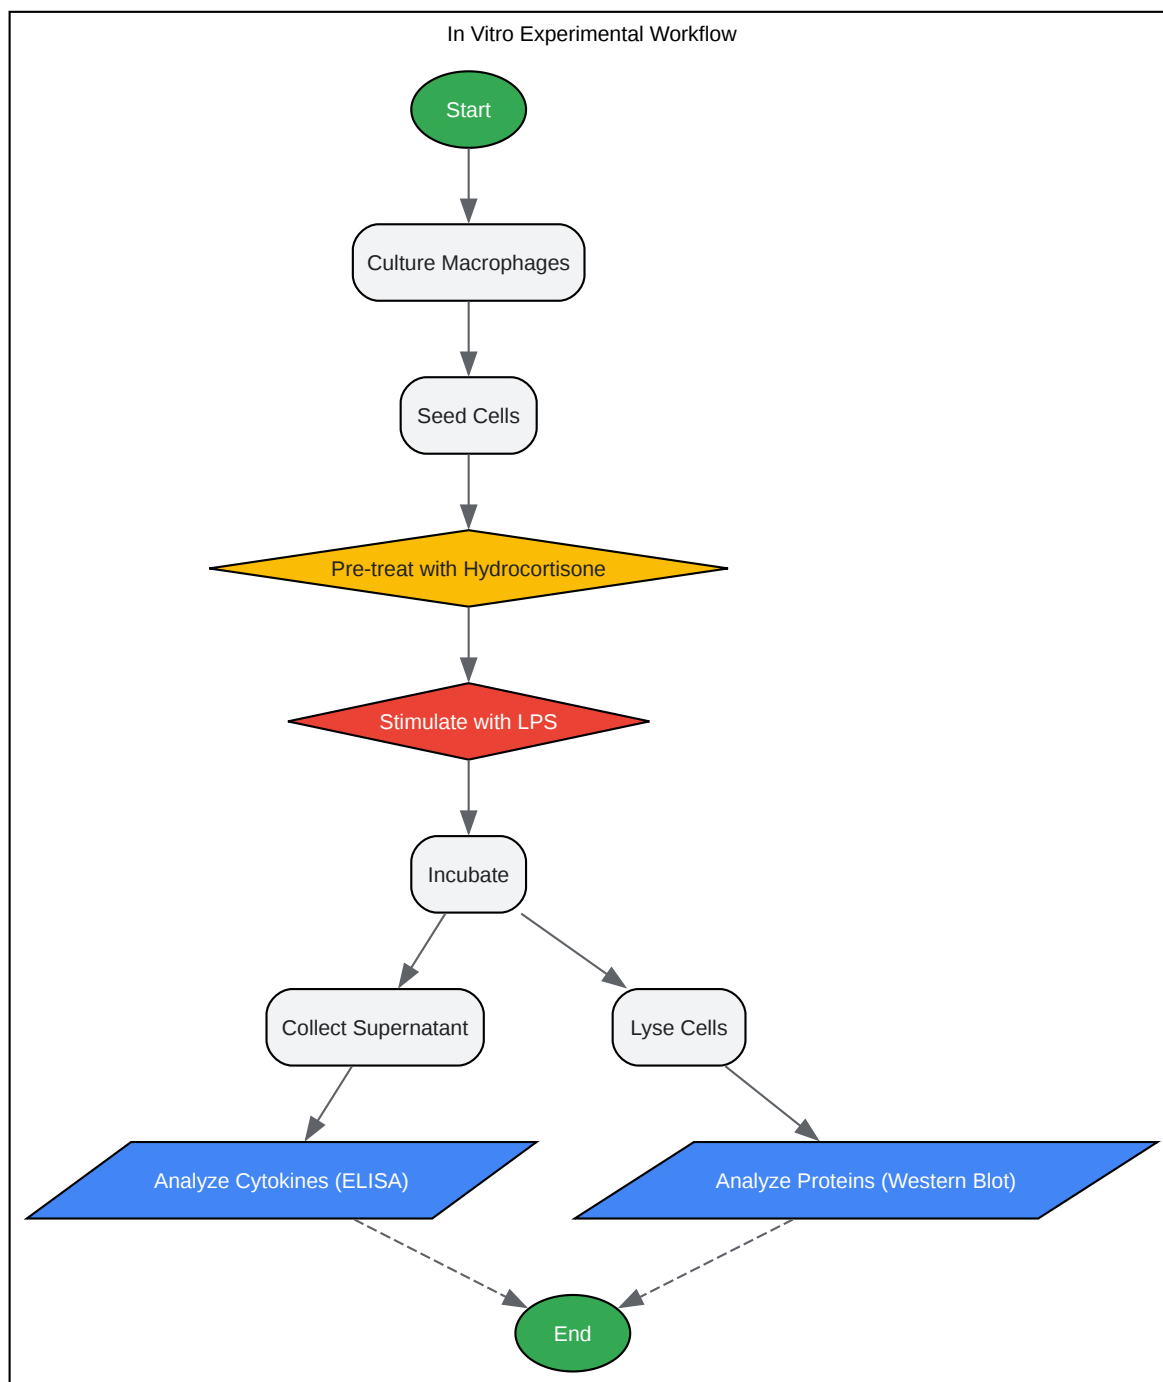 In Vitro Experimental Workflow
Start
Culture Macrophages
Seed Cells
Pre-treat with Hydrocortisone
Stimulate with LPS
Incubate
Collect Supernatant
Lyse Cells
Analyze Cytokines (ELISA)
Analyze Proteins (Western Blot)
End